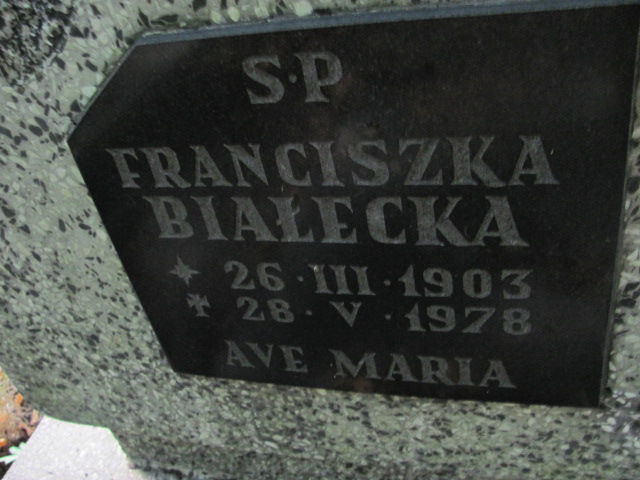 S·P
FRANCISZKA
BIAŁECKA
26·III·1903
28·V·1978
AVE MARIA